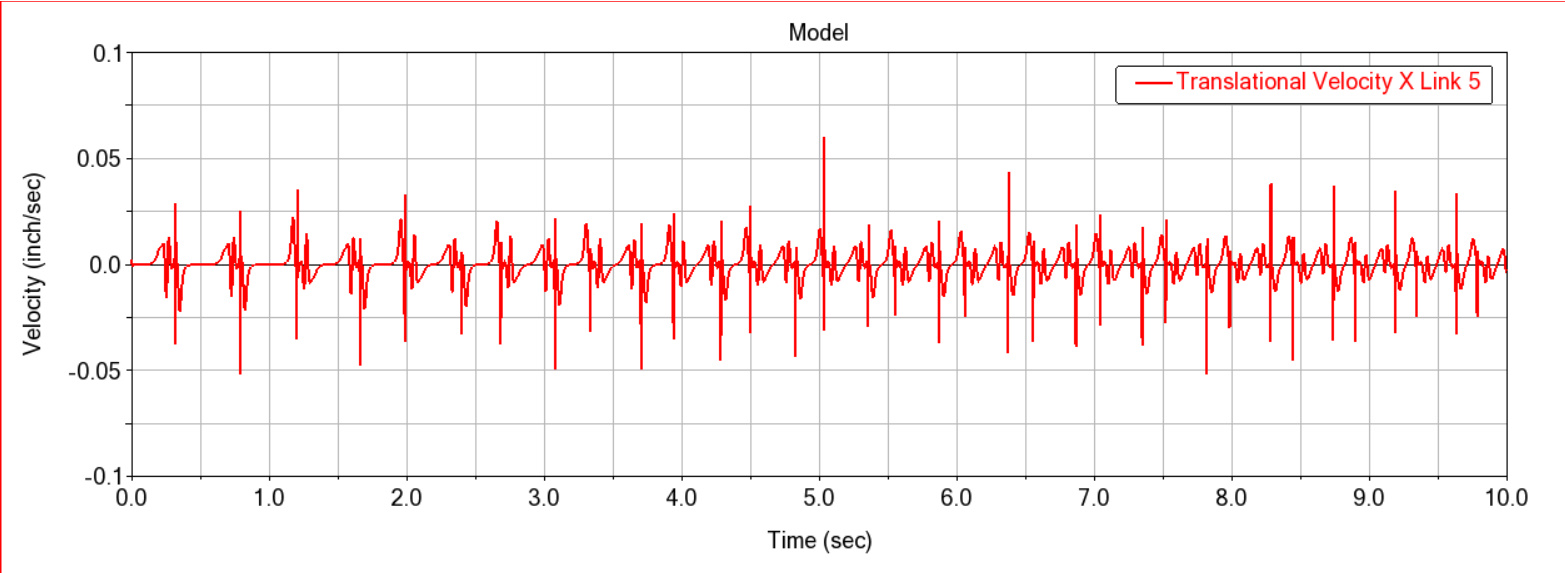 Model
Translational Velocity X Link 5
Velocity (inch/sec)
0.1
0.05
0.0
-0.05
-0.1
0.0 1.0 2.0 3.0 4.0 5.0 6.0 7.0 8.0 9.0 10.0
Time (sec)